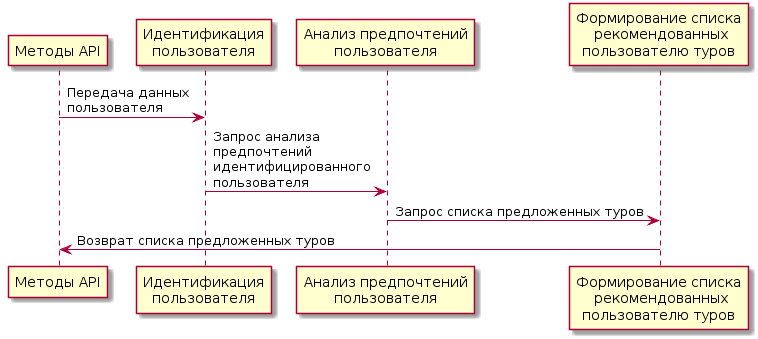 Методы API
Идентификация
пользователя
Анализ предпочтений
пользователя
Формирование списка
рекомендованных
пользователю туров
Передача данных
пользователя
Запрос анализа
предпочтений
идентифицированного
пользователя
Запрос списка предложенных туров
Возврат списка предложенных туров
Методы API
Идентификация
пользователя
Анализ предпочтений
пользователя
Формирование списка
рекомендованных
пользователю туров